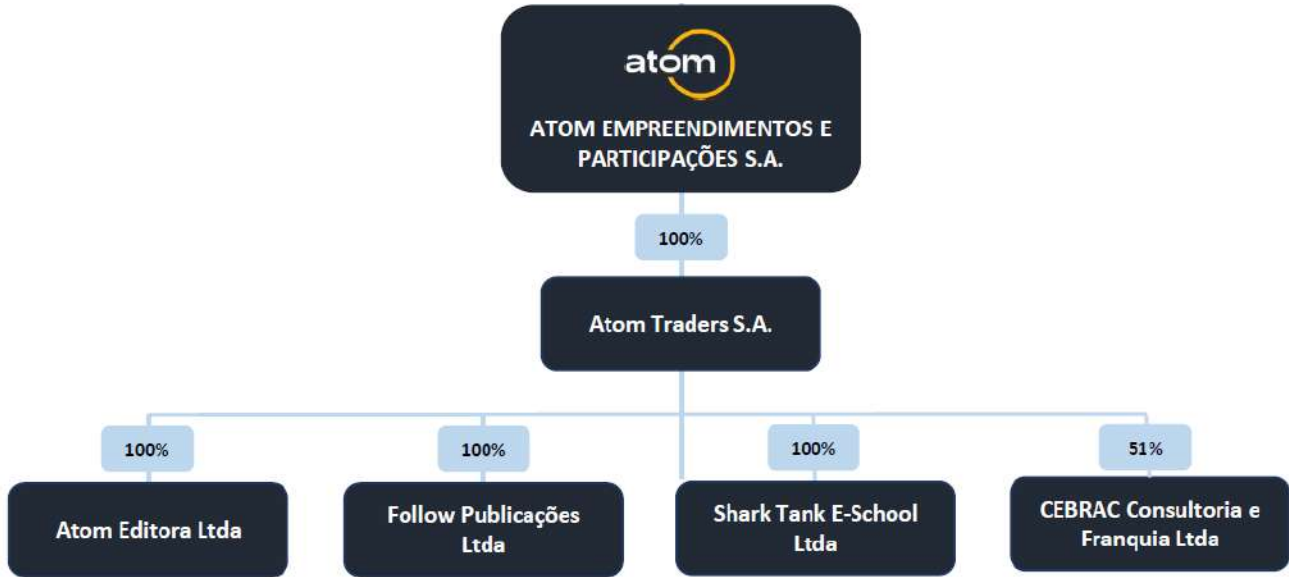 atom
ATOM EMPREENDIMENTOS E
PARTICIPAÇÕES S.A.
100%
Atom Traders S.A.
100%
100%
100%
51%
Atom Editora Ltda
Follow Publicações
Ltda
Shark Tank E-School
Ltda
CEBRAC Consultoria e
Franquia Ltda